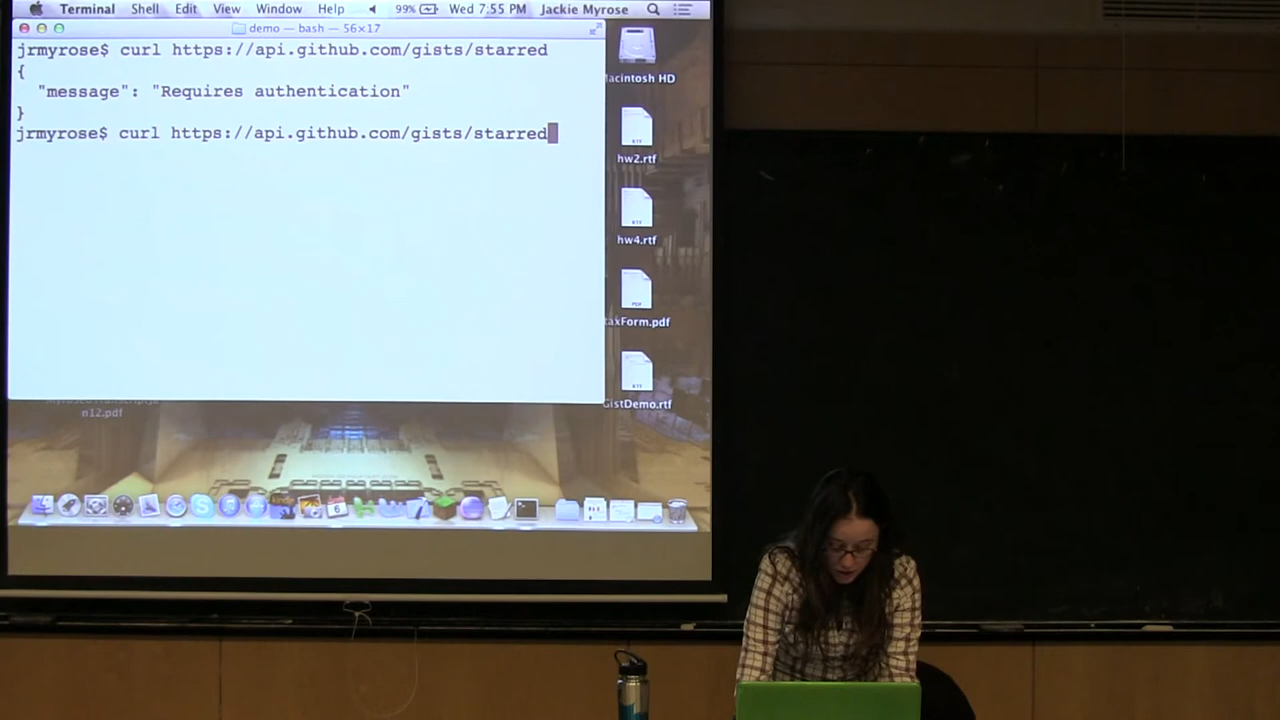 Terminal Shell Edit View Window Help 99% Wed 7:55 PM Jackie Myrose
demo — bash — 56×17
jrmyrose$ curl https://api.github.com/gists/starred
{
"message": "Requires authentication"
}
jrmyrose$ curl https://api.github.com/gists/starred
Macintosh HD
hw2.rtf
hw4.rtf
taxForm.pdf
GistDemo.rtf
n12.pdf